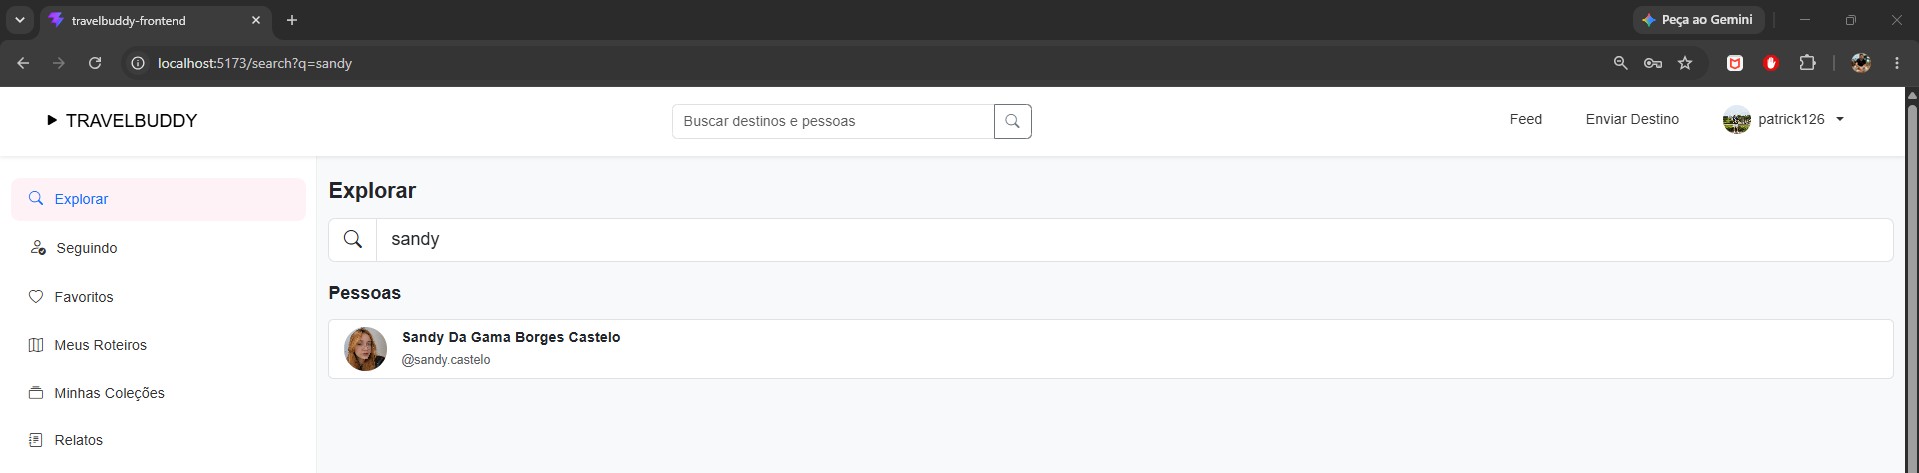 travelbuddy-frontend
Peça ao Gemini
localhost:5173/search?q=sandy
TRAVELBUDDY
Buscar destinos e pessoas
Feed
Enviar Destino
patrick126
Explorar
Seguindo
Favoritos
Meus Roteiros
Minhas Coleções
Relatos
Explorar
sandy
Pessoas
Sandy Da Gama Borges Castelo
@sandy.castelo